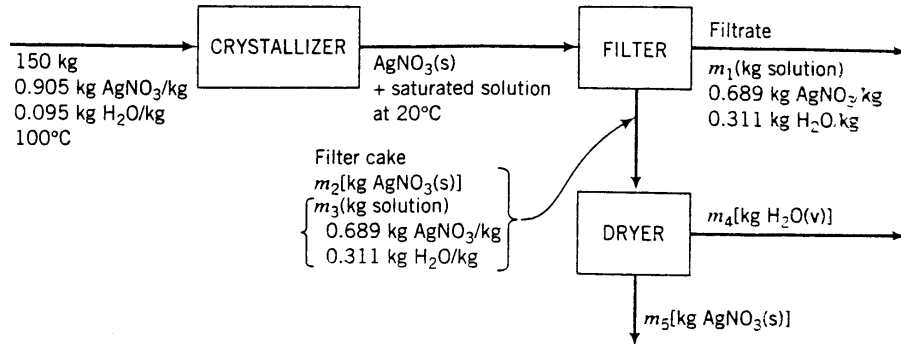 150 kg
0.905 kg AgNO₃/kg
0.095 kg H₂O/kg
100°C
CRYSTALLIZER
AgNO₃(s)
+ saturated solution
at 20°C
FILTER
Filtrate
m₁(kg solution)
0.689 kg AgNO₃/kg
0.311 kg H₂O/kg
Filter cake
m₂[kg AgNO₃(s)]
m₃(kg solution)
0.689 kg AgNO₃/kg
0.311 kg H₂O/kg
DRYER
m₄[kg H₂O(v)]
m₅[kg AgNO₃(s)]